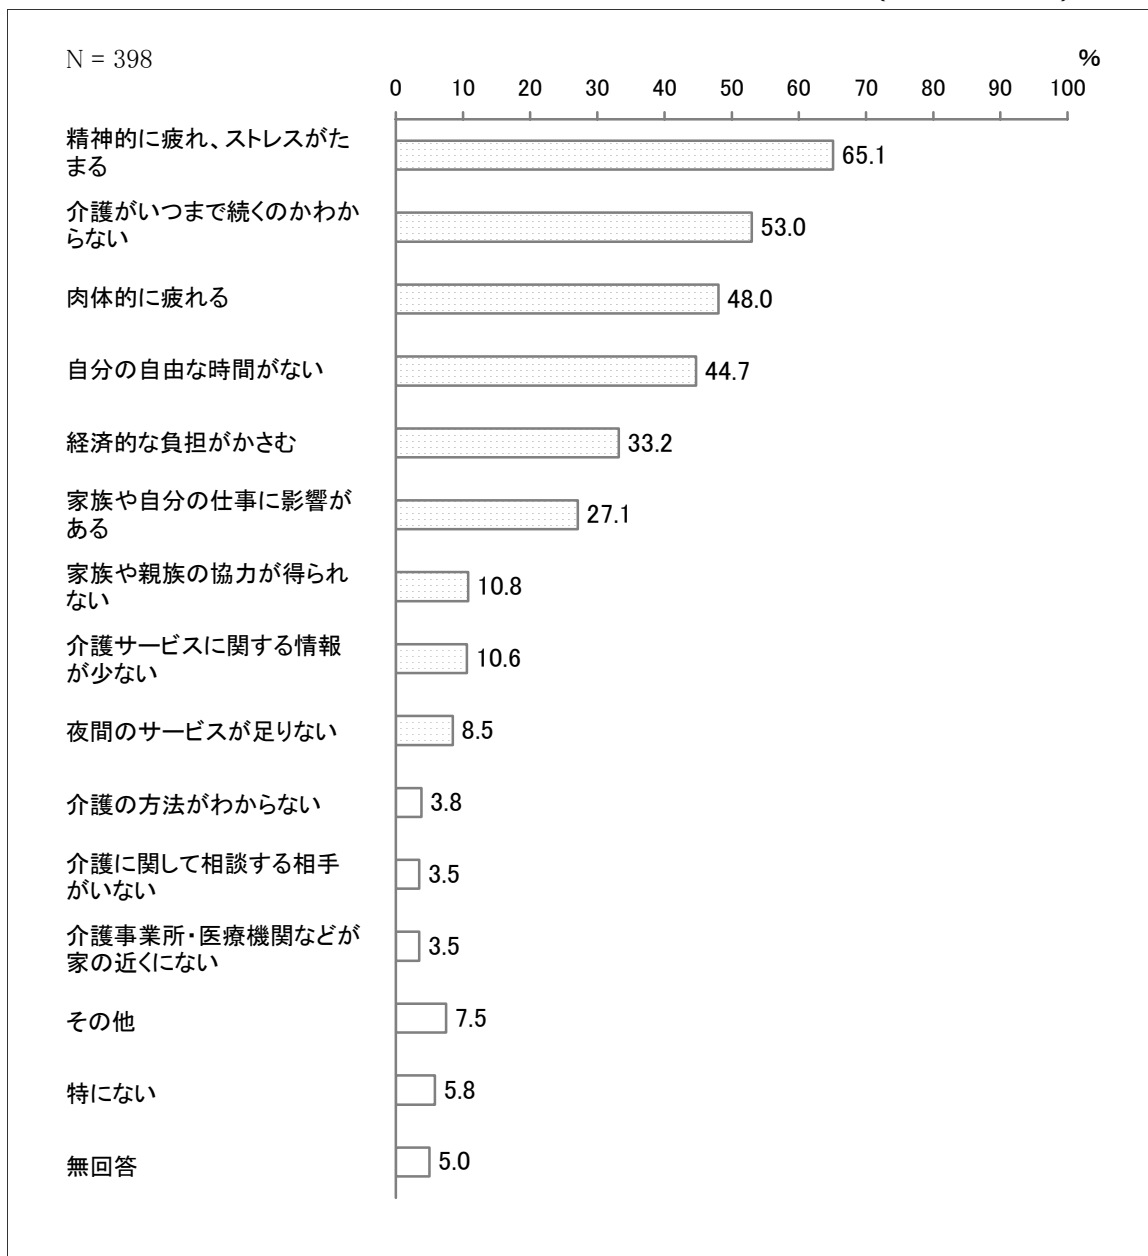 N = 398
%
0 10 20 30 40 50 60 70 80 90 100
精神的に疲れ、ストレスがた
まる
65.1
介護がいつまで続くのかわか
らない
53.0
肉体的に疲れる
48.0
自分の自由な時間がない
44.7
経済的な負担がかさむ
33.2
家族や自分の仕事に影響が
ある
27.1
家族や親族の協力が得られ
ない
10.8
介護サービスに関する情報
が少ない
10.6
夜間のサービスが足りない
8.5
介護の方法がわからない
3.8
介護に関して相談する相手
がいない
3.5
介護事業所・医療機関などが
家の近くにない
3.5
その他
7.5
特にない
5.8
無回答
5.0